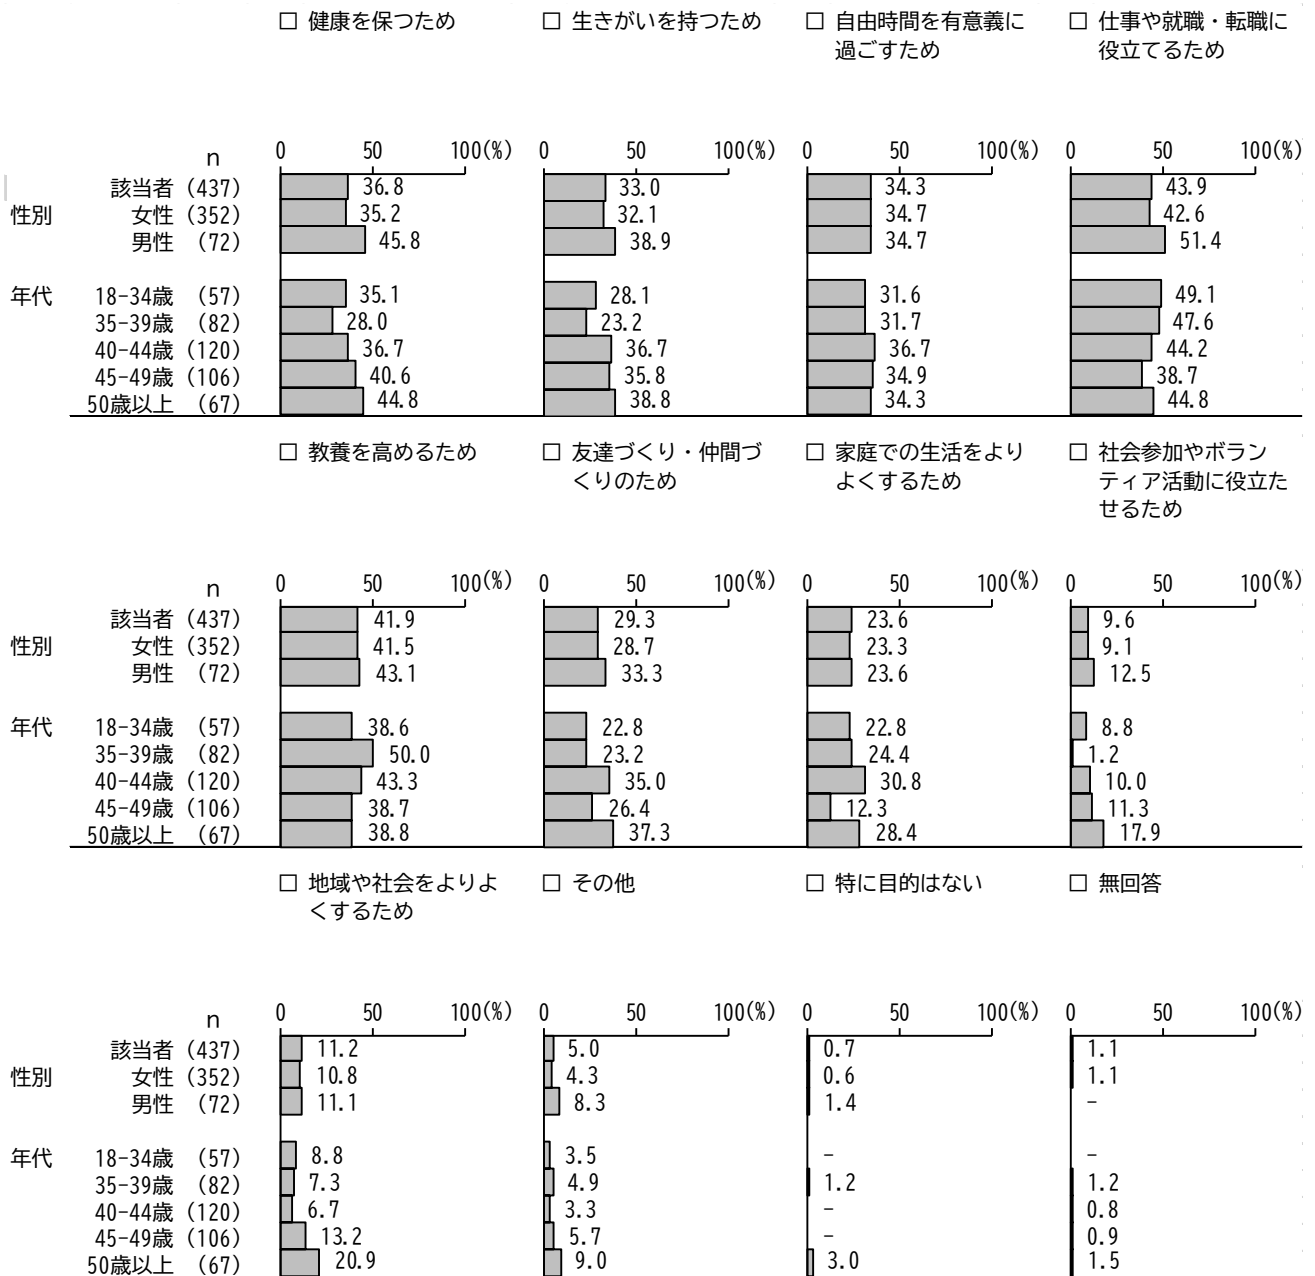 □ 健康を保つため □ 生きがいを持つため □ 自由時間を有意義に □ 仕事や就職・転職に
過ごすため 役立てるため
0 50 100(%) 0 50 100(%) 0 50 100(%) 0 50 100(%)
n
該当者 (437) 36.8 33.0 34.3 43.9
性別 女性 (352) 35.2 32.1 34.7 42.6
男性 (72) 45.8 38.9 34.7 51.4
年代 18-34歳 (57) 35.1 28.1 31.6 49.1
35-39歳 (82) 28.0 23.2 31.7 47.6
40-44歳 (120) 36.7 36.7 36.7 44.2
45-49歳 (106) 40.6 35.8 34.9 38.7
50歳以上 (67) 44.8 38.8 34.3 44.8
□ 教養を高めるため □ 友達づくり・仲間づ □ 家庭での生活をより □ 社会参加やボラン
くりのため よくするため ティア活動に役立た
せるため
0 50 100(%) 0 50 100(%) 0 50 100(%) 0 50 100(%)
n
該当者 (437) 41.9 29.3 23.6 9.6
性別 女性 (352) 41.5 28.7 23.3 9.1
男性 (72) 43.1 33.3 23.6 12.5
年代 18-34歳 (57) 38.6 22.8 22.8 8.8
35-39歳 (82) 50.0 23.2 24.4 1.2
40-44歳 (120) 43.3 35.0 30.8 10.0
45-49歳 (106) 38.7 26.4 12.3 11.3
50歳以上 (67) 38.8 37.3 28.4 17.9
□ 地域や社会をよりよ □ その他 □ 特に目的はない □ 無回答
くするため
0 50 100(%) 0 50 100(%) 0 50 100(%) 0 50 100(%)
n
該当者 (437) 11.2 5.0 0.7 1.1
性別 女性 (352) 10.8 4.3 0.6 1.1
男性 (72) 11.1 8.3 1.4 -
年代 18-34歳 (57) 8.8 3.5 - -
35-39歳 (82) 7.3 4.9 1.2 1.2
40-44歳 (120) 6.7 3.3 - 0.8
45-49歳 (106) 13.2 5.7 - 0.9
50歳以上 (67) 20.9 9.0 3.0 1.5